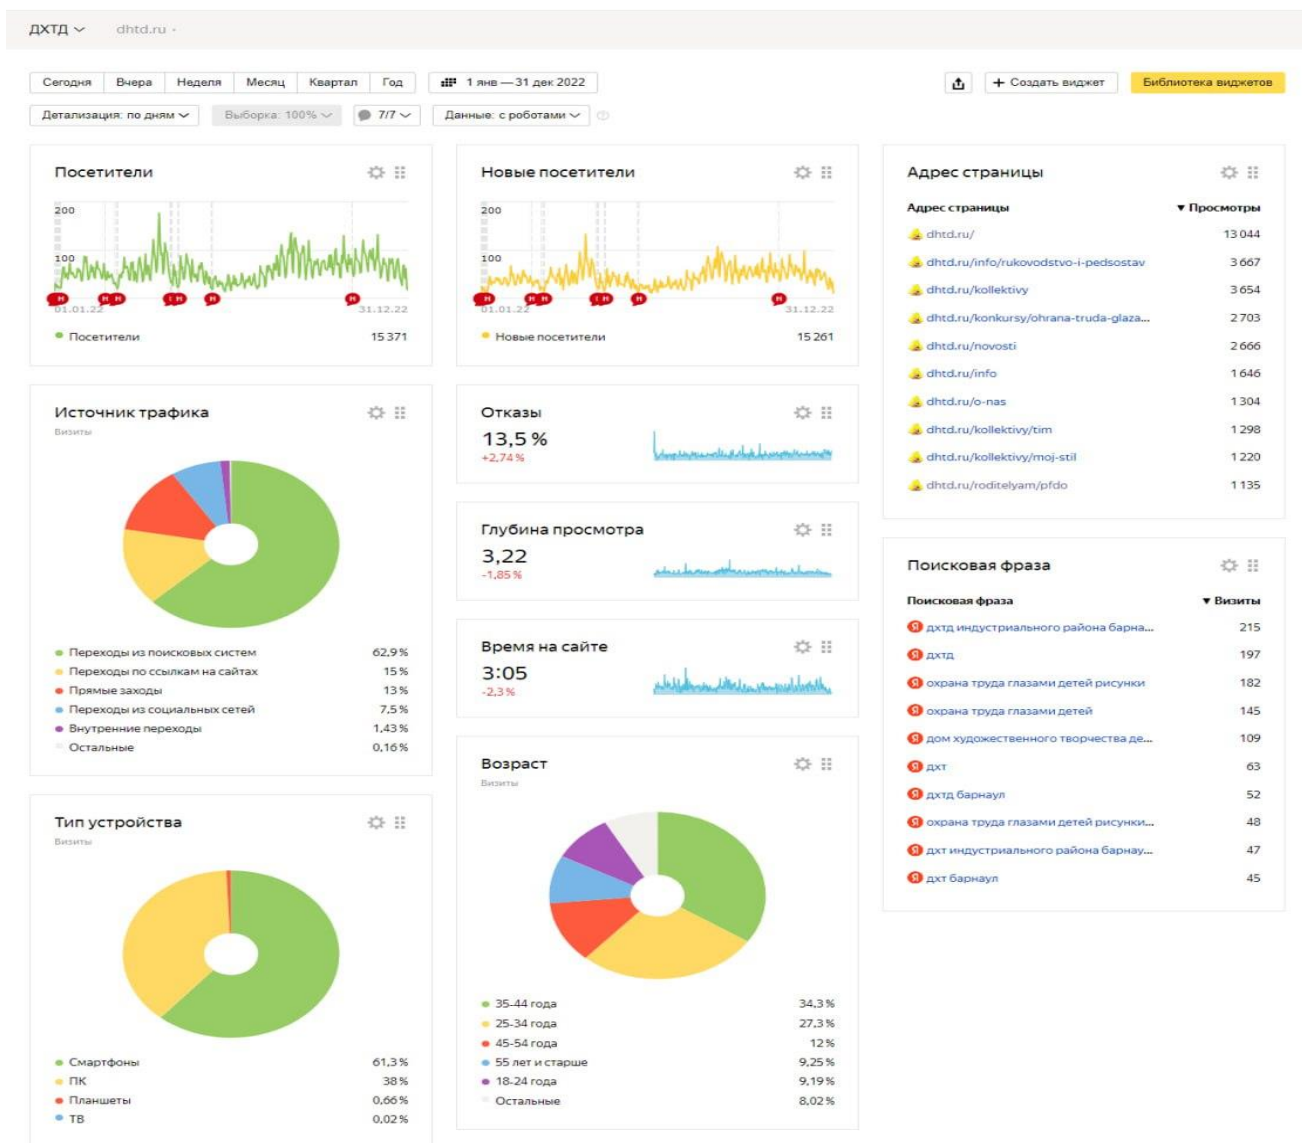 ДХТД dhtd.ru
Сегодня Вчера Неделя Месяц Квартал Год 1 янв — 31 дек 2022 + Создать виджет Библиотека виджетов
Детализация: по дням Выборка: 100% 7/7 Данные: с роботами
Посетители
200
100
01.01.22 31.12.22
Посетители 15 371
Новые посетители
200
100
01.01.22 31.12.22
Новые посетители 15 261
Адрес страницы
Адрес страницы ▼ Просмотры
dhtd.ru/ 13 044
dhtd.ru/info/rukovodstvo-i-pedsostav 3 667
dhtd.ru/kollektivy 3 654
dhtd.ru/konkursy/ohrana-truda-glaza... 2 703
dhtd.ru/novosti 2 666
dhtd.ru/info 1 646
dhtd.ru/o-nas 1 304
dhtd.ru/kollektivy/tim 1 298
dhtd.ru/kollektivy/moj-stil 1 220
dhtd.ru/roditelyam/pfdo 1 135
Источник трафика
Визиты
Переходы из поисковых систем 62,9 %
Переходы по ссылкам на сайтах 15 %
Прямые заходы 13 %
Переходы из социальных сетей 7,5 %
Внутренние переходы 1,43 %
Остальные 0,16 %
Отказы
13,5 %
+2,74 %
Глубина просмотра
3,22
-1,85 %
Время на сайте
3:05
-2,3 %
Поисковая фраза
Поисковая фраза ▼ Визиты
дхтд индустриального района барна... 215
дхтд 197
охрана труда глазами детей рисунки 182
охрана труда глазами детей 145
дом художественного творчества де... 109
дхт 63
дхтд барнаул 52
охрана труда глазами детей рисунки... 48
дхт индустриального района барнау... 47
дхт барнаул 45
Тип устройства
Визиты
Смартфоны 61,3 %
ПК 38 %
Планшеты 0,66 %
ТВ 0,02 %
Возраст
Визиты
35-44 года 34,3 %
25-34 года 27,3 %
45-54 года 12 %
55 лет и старше 9,25 %
18-24 года 9,19 %
Остальные 8,02 %